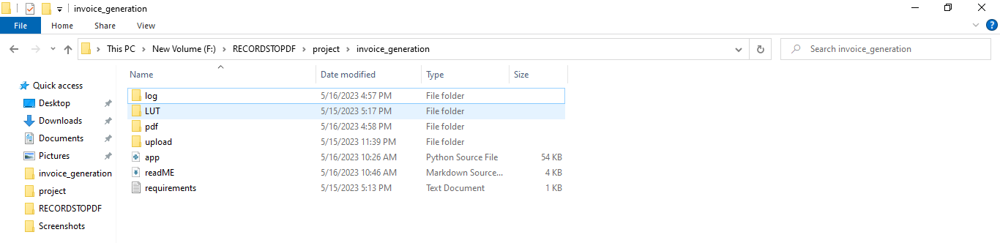 invoice_generation
File Home Share View
This PC New Volume (F:) RECORDSTOPDF project invoice_generation Search invoice_generation
Name Date modified Type Size
Quick access
Desktop
Downloads
Documents
Pictures
invoice_generation
project
RECORDSTOPDF
Screenshots
log 5/16/2023 4:57 PM File folder
LUT 5/15/2023 5:17 PM File folder
pdf 5/16/2023 4:58 PM File folder
upload 5/15/2023 11:39 PM File folder
app 5/16/2023 10:26 AM Python Source File 54 KB
readME 5/16/2023 10:46 AM Markdown Source... 4 KB
requirements 5/15/2023 5:13 PM Text Document 1 KB